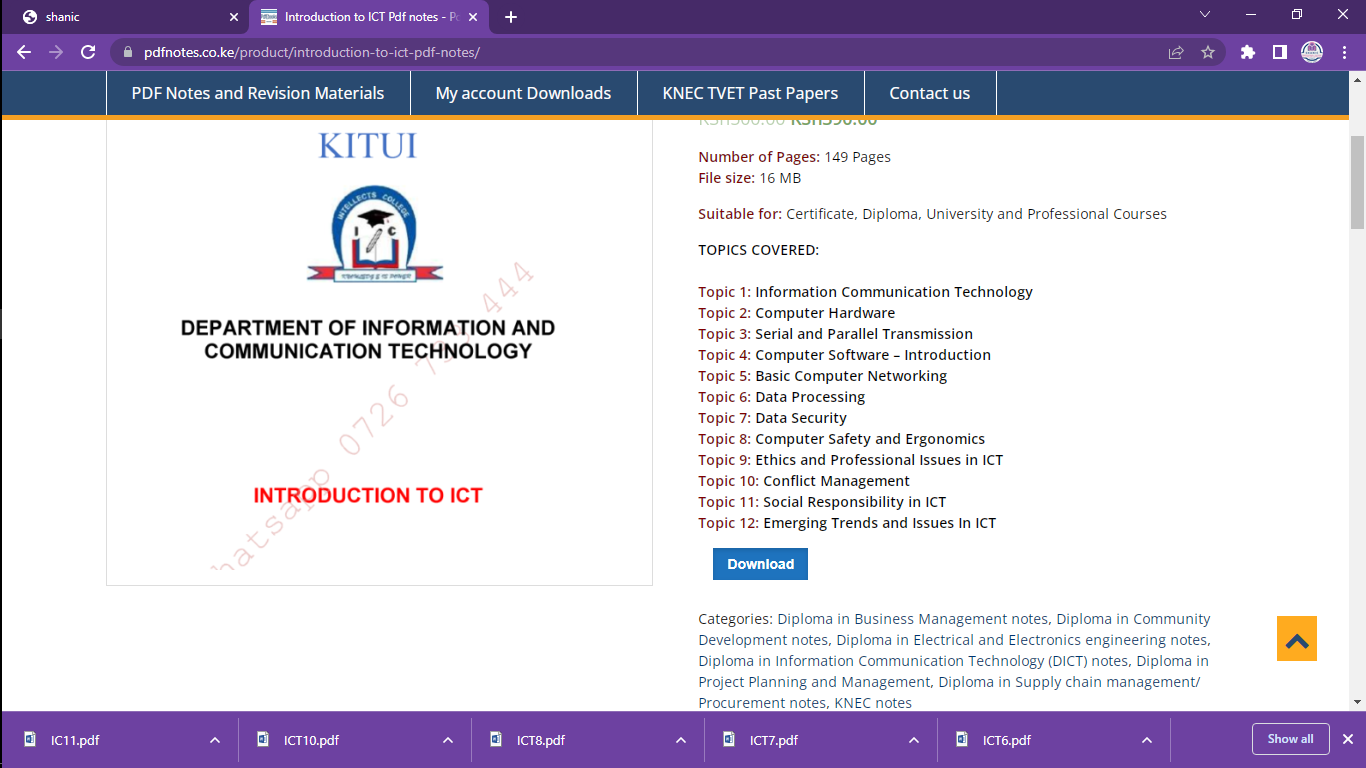 shanic
Introduction to ICT Pdf notes - Pd
pdfnotes.co.ke/product/introduction-to-ict-pdf-notes/
PDF Notes and Revision Materials
My account Downloads
KNEC TVET Past Papers
Contact us
KITUI
INTELLECTS COLLEGE
I C
KNOWLEDGE IS POWER
DEPARTMENT OF INFORMATION AND
COMMUNICATION TECHNOLOGY
INTRODUCTION TO ICT
hatsapp 0726 444
KSh500.00 KSh390.00
Number of Pages: 149 Pages
File size: 16 MB
Suitable for: Certificate, Diploma, University and Professional Courses
TOPICS COVERED:
Topic 1: Information Communication Technology
Topic 2: Computer Hardware
Topic 3: Serial and Parallel Transmission
Topic 4: Computer Software – Introduction
Topic 5: Basic Computer Networking
Topic 6: Data Processing
Topic 7: Data Security
Topic 8: Computer Safety and Ergonomics
Topic 9: Ethics and Professional Issues in ICT
Topic 10: Conflict Management
Topic 11: Social Responsibility in ICT
Topic 12: Emerging Trends and Issues In ICT
Download
Categories: Diploma in Business Management notes, Diploma in Community
Development notes, Diploma in Electrical and Electronics engineering notes,
Diploma in Information Communication Technology (DICT) notes, Diploma in
Project Planning and Management, Diploma in Supply chain management/
Procurement notes, KNEC notes
IC11.pdf
ICT10.pdf
ICT8.pdf
ICT7.pdf
ICT6.pdf
Show all